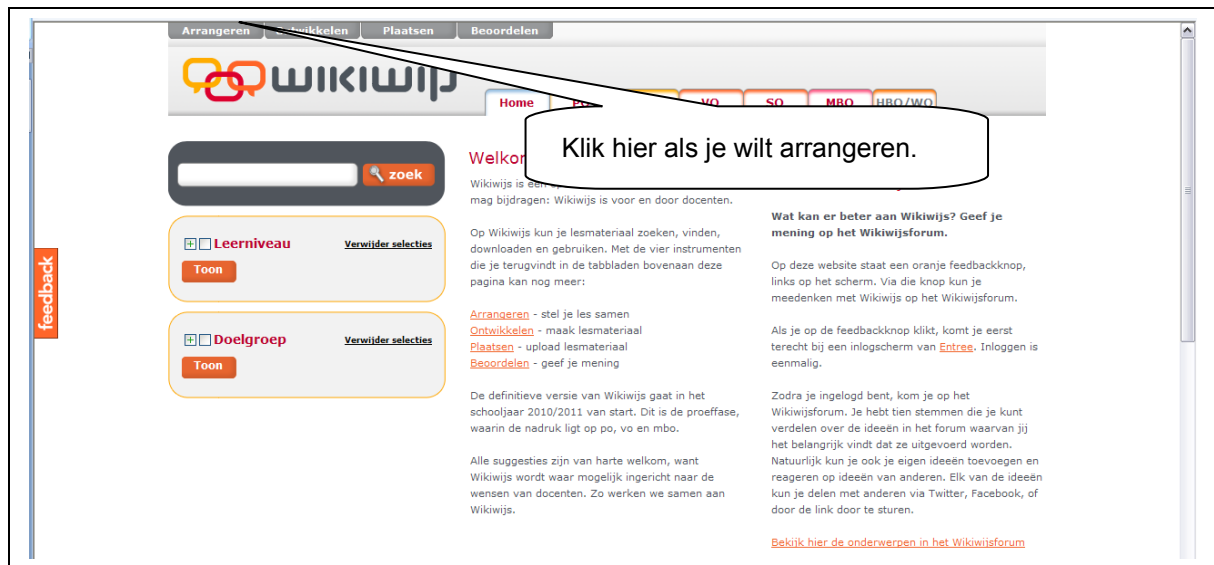 Arrangeren
Plaatsen
Beoordelen
wikiwijs
Home
VO
SO
MBO
HBO/WO
Klik hier als je wilt arrangeren.
zoek
Leerniveau
Verwijder selecties
Toon
Doelgroep
Verwijder selecties
Toon
feedback
Wikiwijs is een
mag bijdragen: Wikiwijs is voor en door docenten.
Op Wikiwijs kun je lesmateriaal zoeken, vinden,
downloaden en gebruiken. Met de vier instrumenten
die je terugvindt in de tabbladen bovenaan deze
pagina kan nog meer:
Arrangeren - stel je les samen
Ontwikkelen - maak lesmateriaal
Plaatsen - upload lesmateriaal
Beoordelen - geef je mening
De definitieve versie van Wikiwijs gaat in het
schooljaar 2010/2011 van start. Dit is de proeffase,
waarin de nadruk ligt op po, vo en mbo.
Alle suggesties zijn van harte welkom, want
Wikiwijs wordt waar mogelijk ingericht naar de
wensen van docenten. Zo werken we samen aan
Wikiwijs.
Wat kan er beter aan Wikiwijs? Geef je
mening op het Wikiwijsforum.
Op deze website staat een oranje feedbackknop,
links op het scherm. Via die knop kun je
meedenken met Wikiwijs op het Wikiwijsforum.
Als je op de feedbackknop klikt, komt je eerst
terecht bij een inlogscherm van Entree. Inloggen is
eenmalig.
Zodra je ingelogd bent, kom je op het
Wikiwijsforum. Je hebt tien stemmen die je kunt
verdelen over de ideeën in het forum waarvan jij
het belangrijk vindt dat ze uitgevoerd worden.
Natuurlijk kun je ook je eigen ideeën toevoegen en
reageren op ideeën van anderen. Elk van de ideeën
kun je delen met anderen via Twitter, Facebook, of
door de link door te sturen.
Bekijk hier de onderwerpen in het Wikiwijsforum